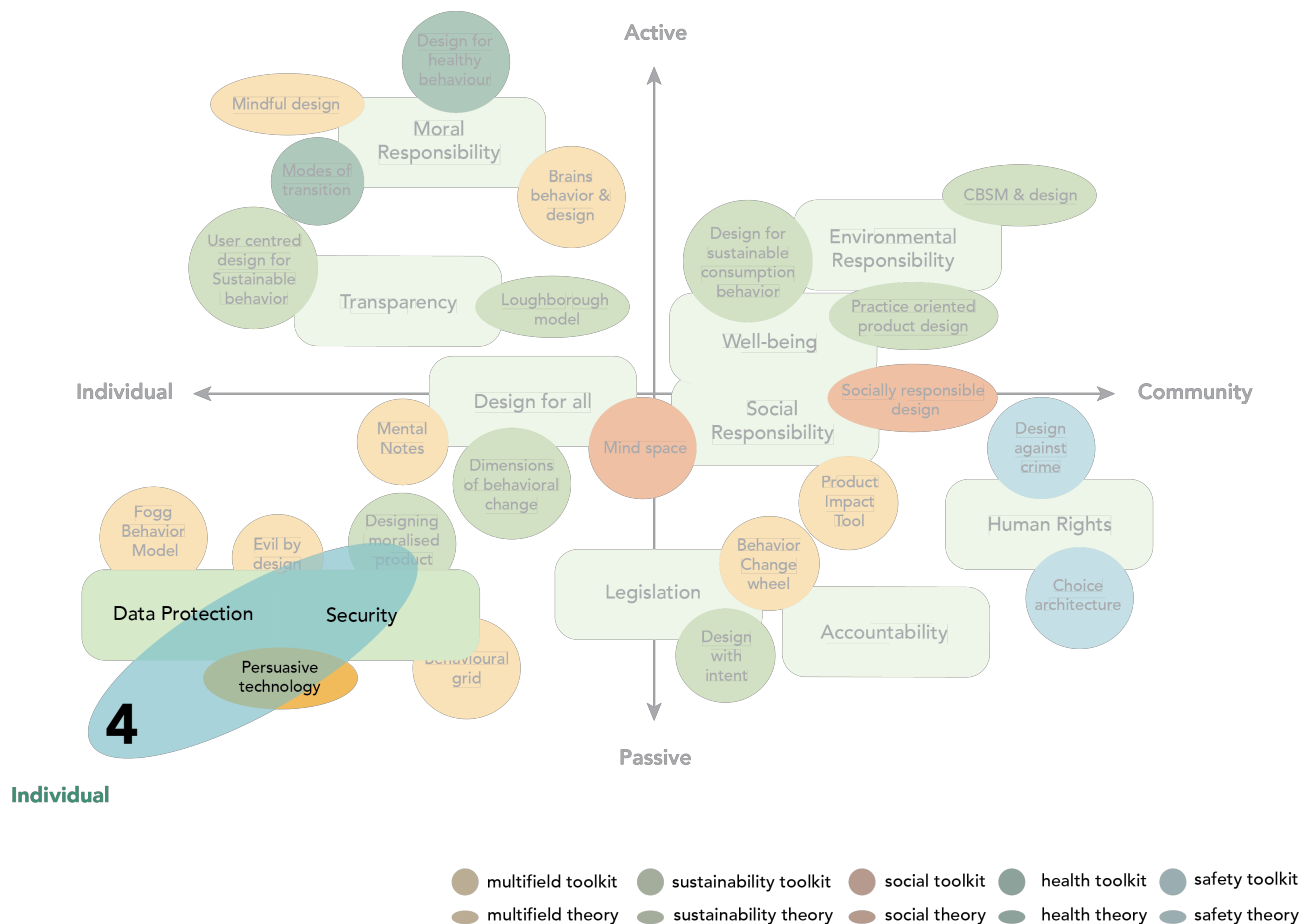 Active
Design for
healthy
behaviour
Mindful design
Moral
Responsibility
Modes of
transition
Brains
behavior &
design
CBSM & design
User centred
design for
Sustainable
behavior
Design for
sustainable
consumption
behavior
Environmental
Responsibility
Transparency
Loughborough
model
Practice oriented
product design
Well-being
Individual
Community
Design for all
Socially responsible
design
Social
Responsibility
Mental
Notes
Mind space
Design
against
crime
Dimensions
of behavioral
change
Product
Impact
Tool
Fogg
Behavior
Model
Evil by
design
Designing
moralised
product
Human Rights
Behavior
Change
wheel
Legislation
Choice
architecture
Data Protection
Security
Accountability
Design
with
intent
Persuasive
technology
Behavioural
grid
4
Passive
Individual
multifield toolkit
sustainability toolkit
social toolkit
health toolkit
safety toolkit
multifield theory
sustainability theory
social theory
health theory
safety theory